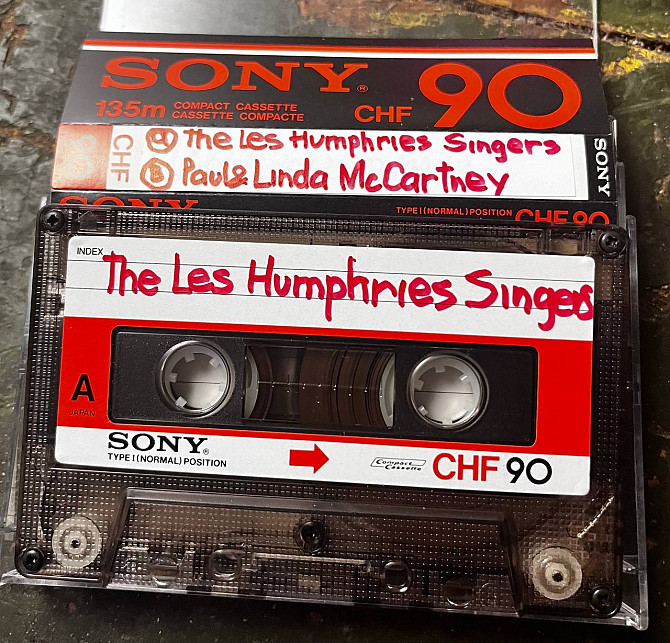 SONY®
135m COMPACT CASSETTE
CASSETTE COMPACTE
CHF 90
CHF
Ⓐ The Les Humphries Singers
Ⓑ Paul & Linda McCartney
SONY
SONY
TYPE I (NORMAL) POSITION CHF 90
INDEX
The Les Humphries Singers
A
JAPAN
SONY®
TYPE I (NORMAL) POSITION
Compact
Cassette
CHF 90